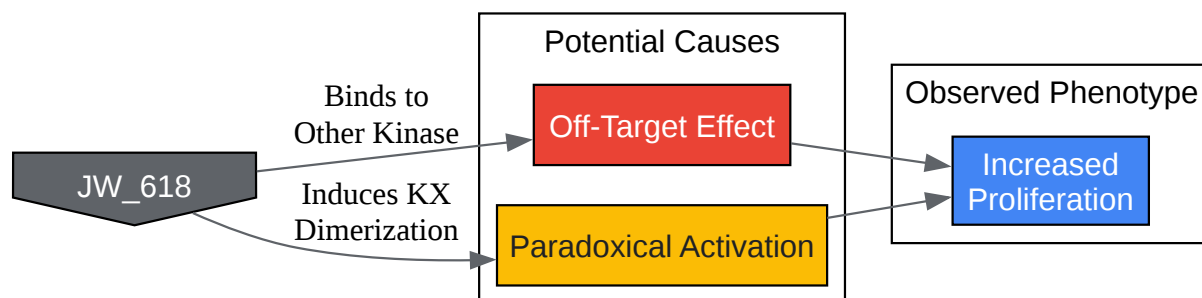 Potential Causes
Observed Phenotype
Binds to
Other Kinase
Off-Target Effect
JW_618
Induces KX
Dimerization
Paradoxical Activation
Increased
Proliferation